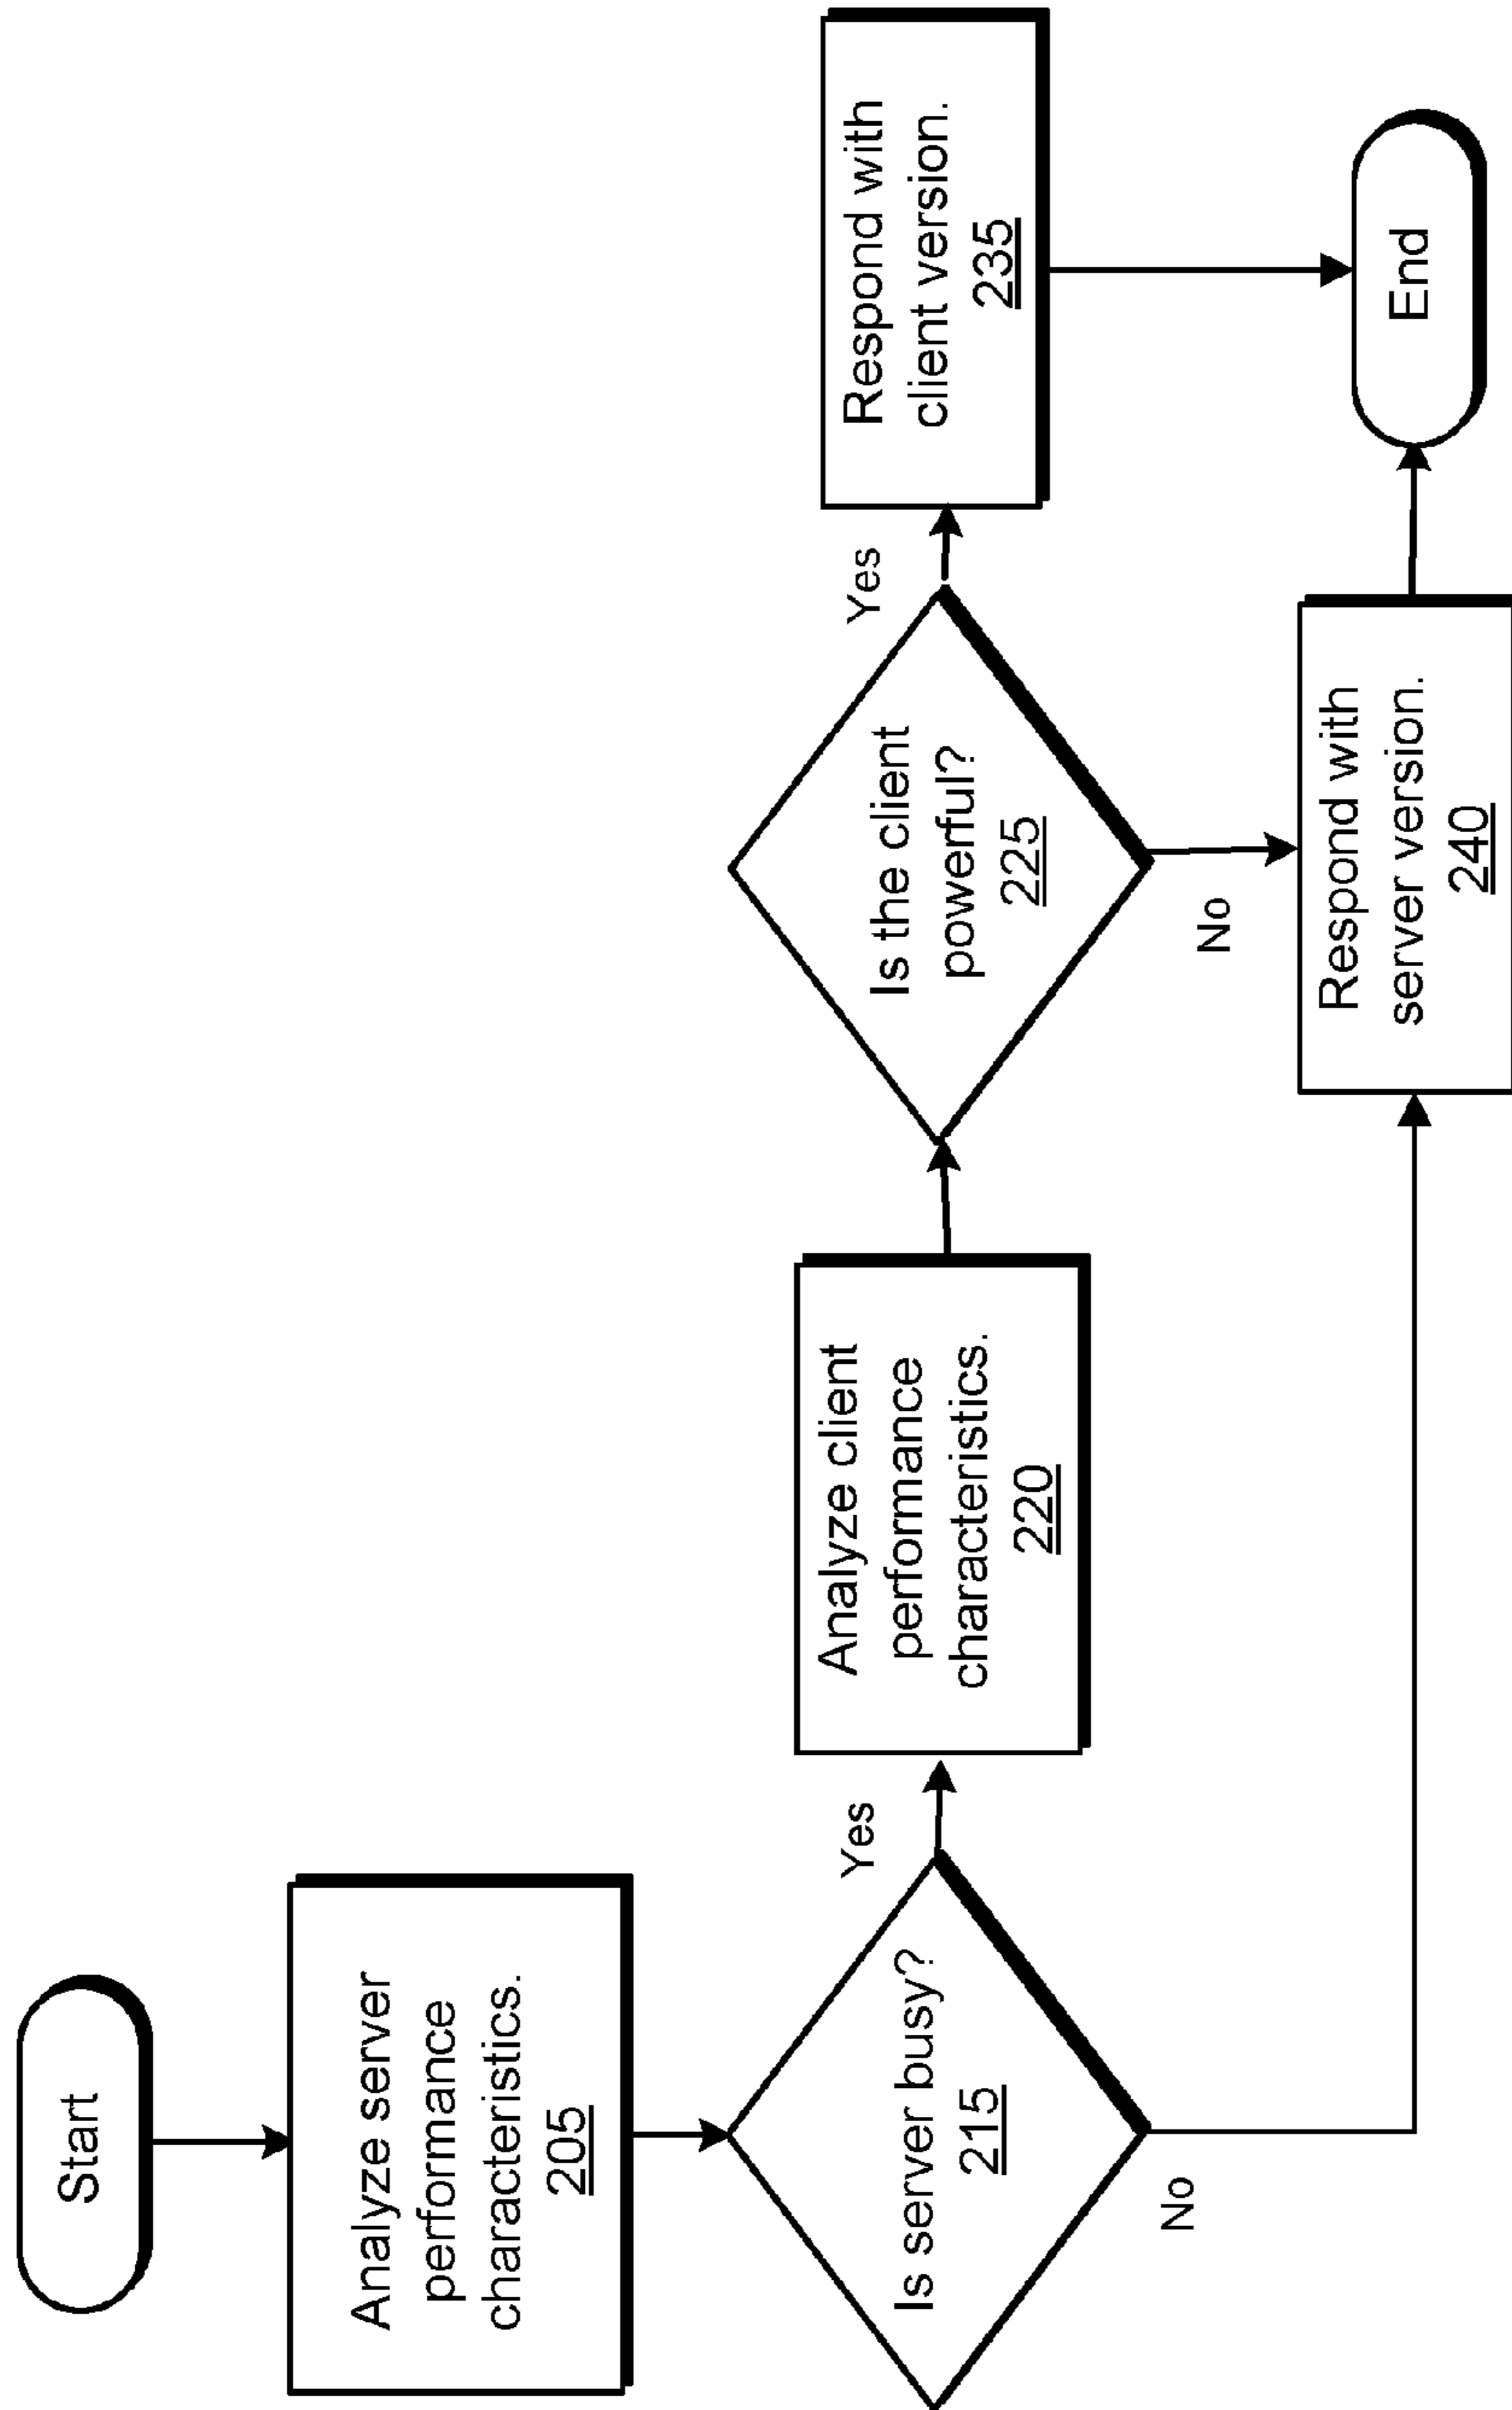 Start
Analyze server
performance
characteristics.
205
Is server busy?
215
Yes
No
Analyze client
performance
characteristics.
220
Is the client
powerful?
225
Yes
No
Respond with
client version.
235
Respond with
server version.
240
End